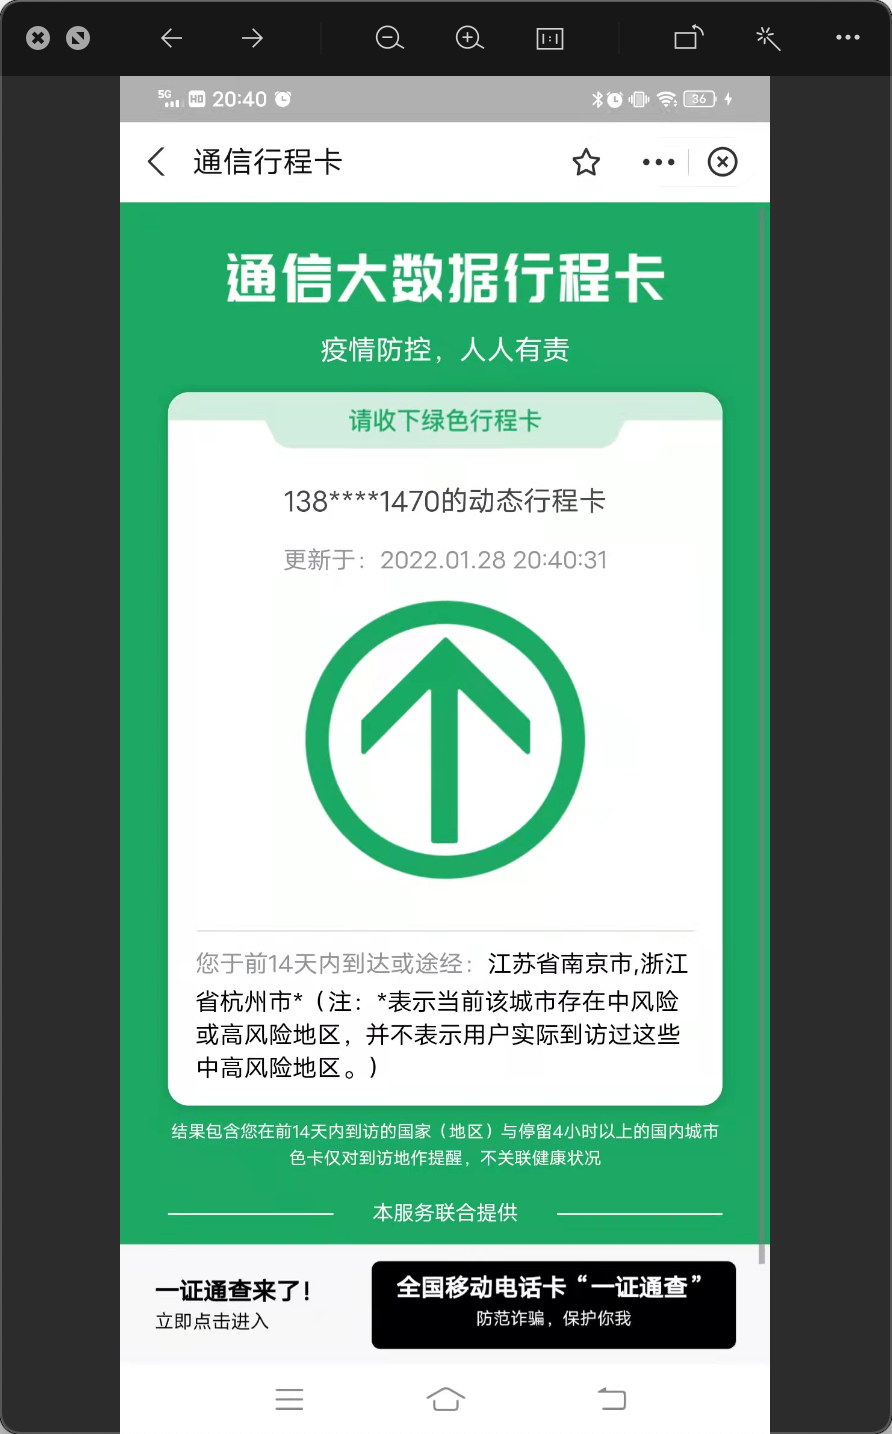 5G HD 20:40 36
通信行程卡
通信大数据行程卡
疫情防控，人人有责
请收下绿色行程卡
138****1470的动态行程卡
更新于：2022.01.28 20:40:31
您于前14天内到达或途经：江苏省南京市,浙江
省杭州市*（注：*表示当前该城市存在中风险
或高风险地区，并不表示用户实际到访过这些
中高风险地区。）
结果包含您在前14天内到访的国家（地区）与停留4小时以上的国内城市
色卡仅对到访地作提醒，不关联健康状况
本服务联合提供
一证通查来了！
立即点击进入
全国移动电话卡“一证通查”
防范诈骗，保护你我